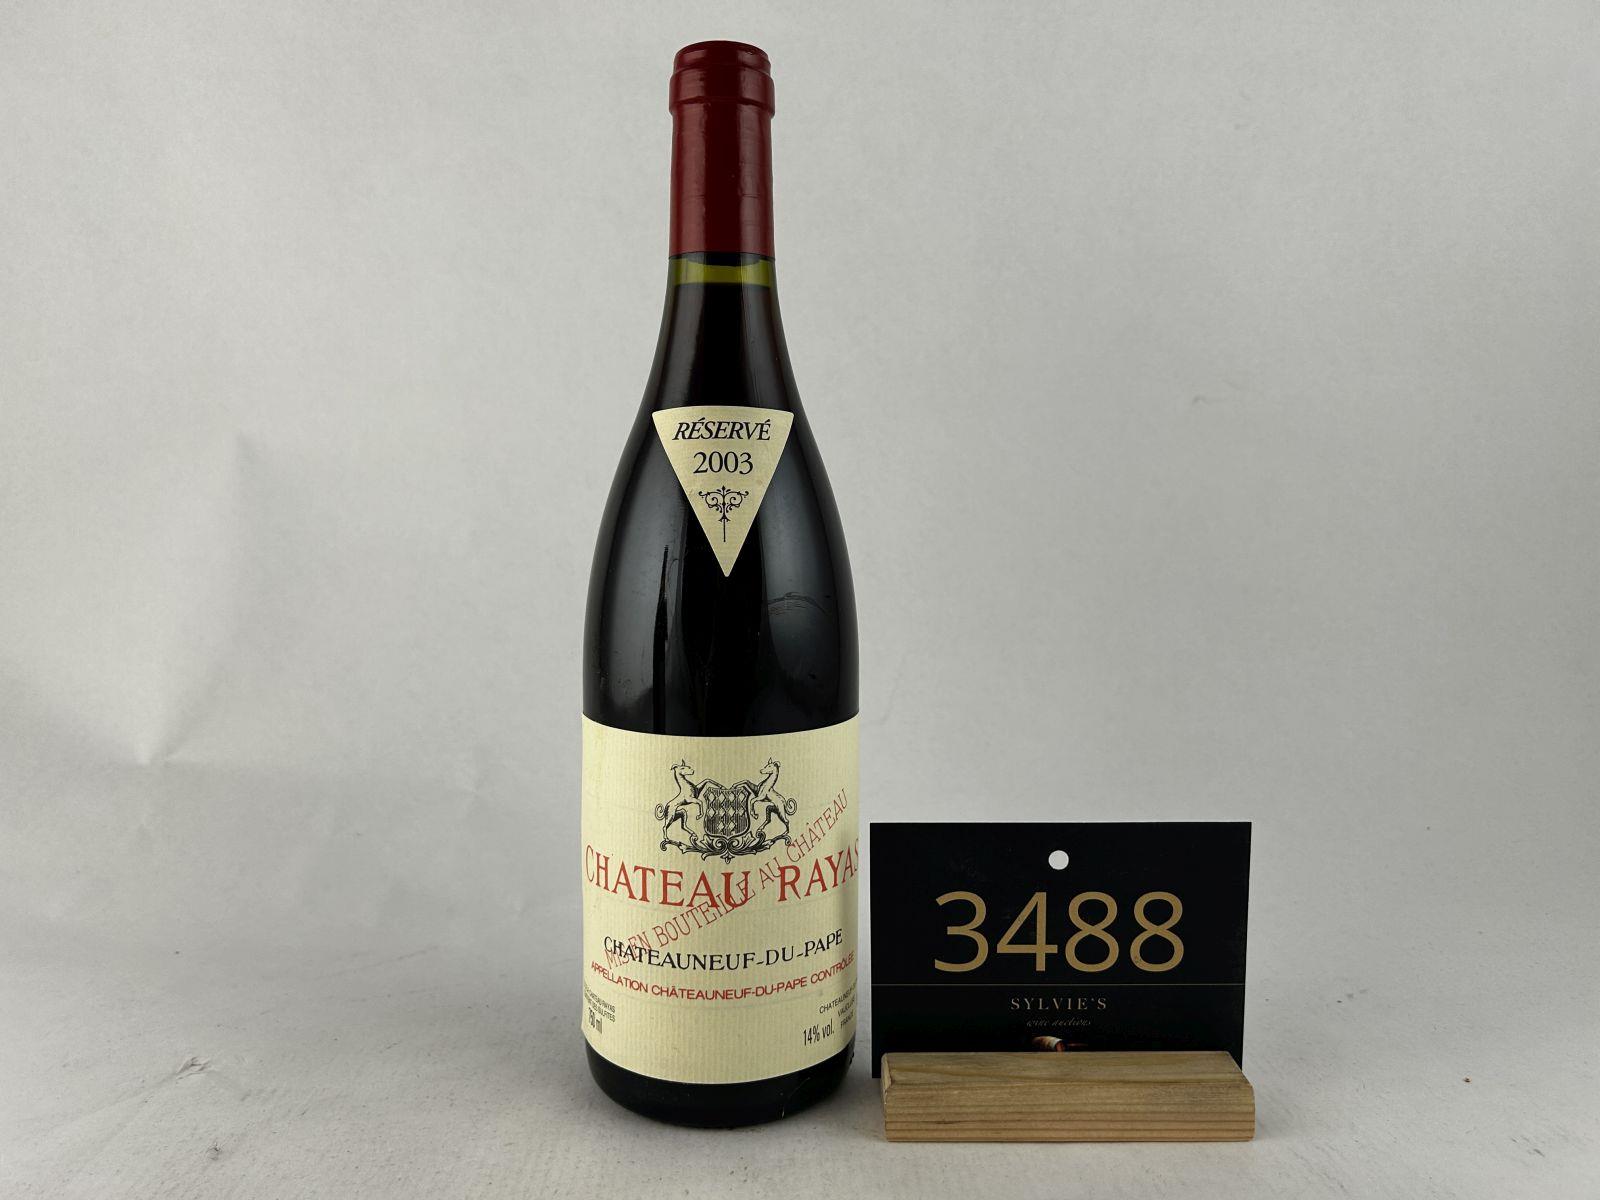 RÉSERVÉ
2003
CHATEAU RAYAS
MIS EN BOUTEILLE AU CHÂTEAU
CHATEAUNEUF-DU-PAPE
APPELLATION CHÂTEAUNEUF-DU-PAPE CONTRÔLÉE
750 ml
14% vol.
3488
SYLVIE'S
wine auctions